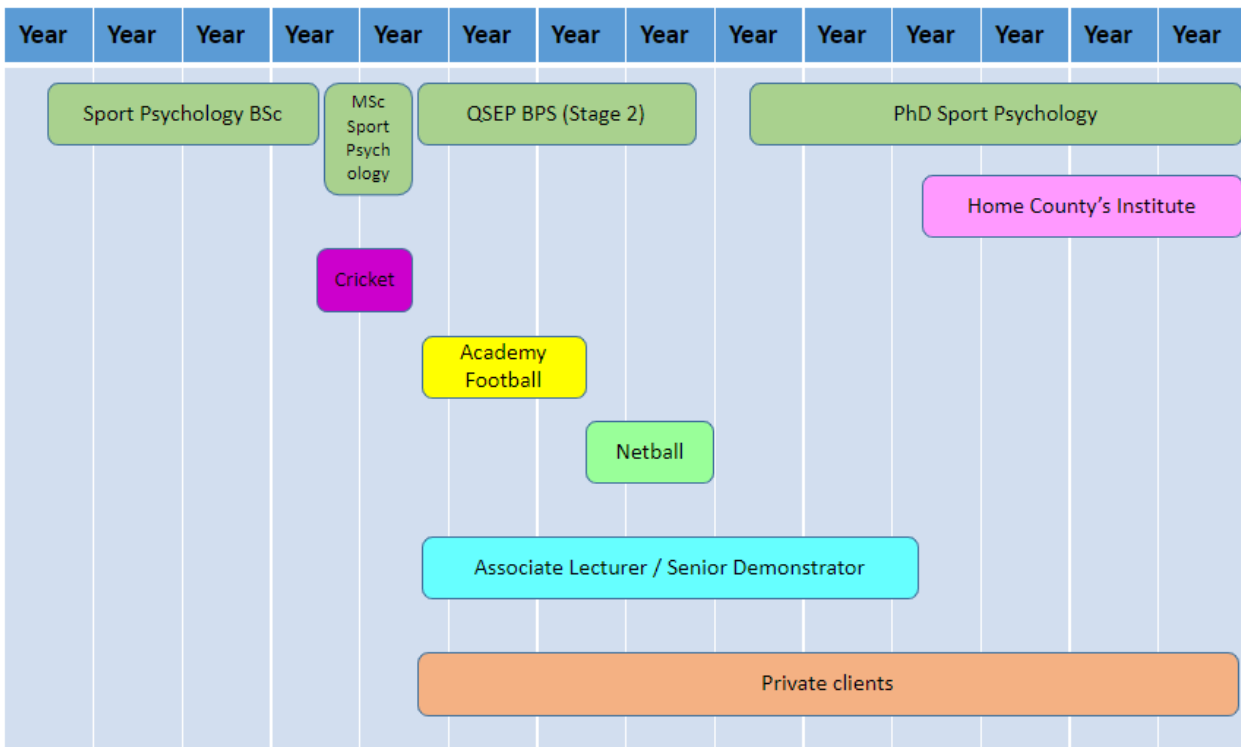 Year Year Year Year Year Year Year Year Year Year Year Year Year Year
Sport Psychology BSc
MSc
Sport
Psych
ology
QSEP BPS (Stage 2)
PhD Sport Psychology
Home County’s Institute
Cricket
Academy
Football
Netball
Associate Lecturer / Senior Demonstrator
Private clients